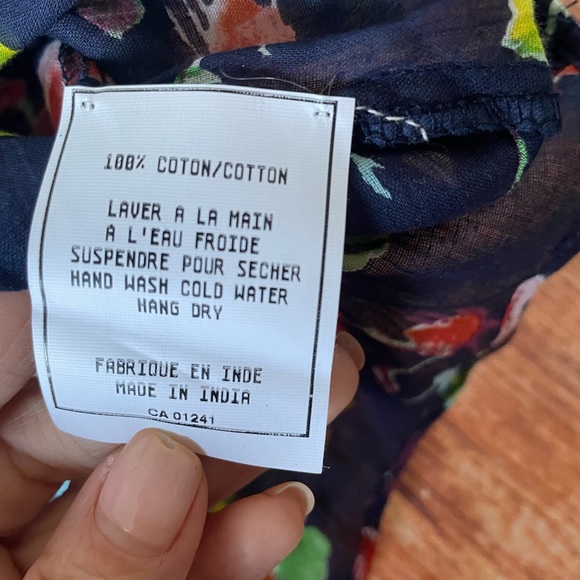 100% COTON/COTTON
LAVER A LA MAIN
À L'EAU FROIDE
SUSPENDRE POUR SECHER
HAND WASH COLD WATER
HANG DRY
FABRIQUE EN INDE
MADE IN INDIA
CA 01241